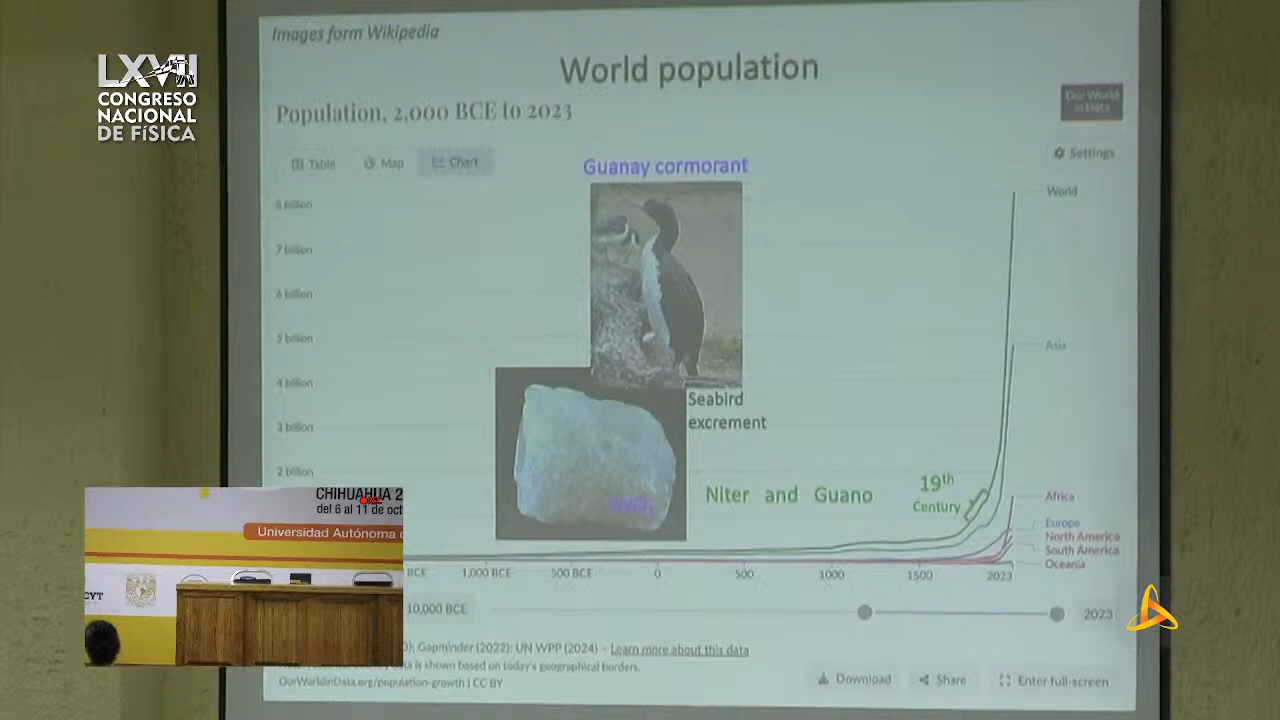 Images form Wikipedia
World population
LXVII
CONGRESO
NACIONAL
DE FÍSICA
Population, 2,000 BCE to 2023
Our World
in Data
Table
Map
Chart
Settings
Guanay cormorant
8 billion
7 billion
6 billion
5 billion
4 billion
3 billion
2 billion
World
Asia
Africa
Europe
North America
South America
Oceania
Seabird
excrement
Niter and Guano
19th
Century
BCE
1,000 BCE
500 BCE
0
500
1000
1500
2023
10,000 BCE
2023
CHIHUAHUA 2
del 6 al 11 de oct
Universidad Autónoma
CYT
Gapminder (2022); UN WPP (2024) – Learn more about this data
is shown based on today's geographical borders.
OurWorldinData.org/population-growth | CC BY
Download
Share
Enter full-screen